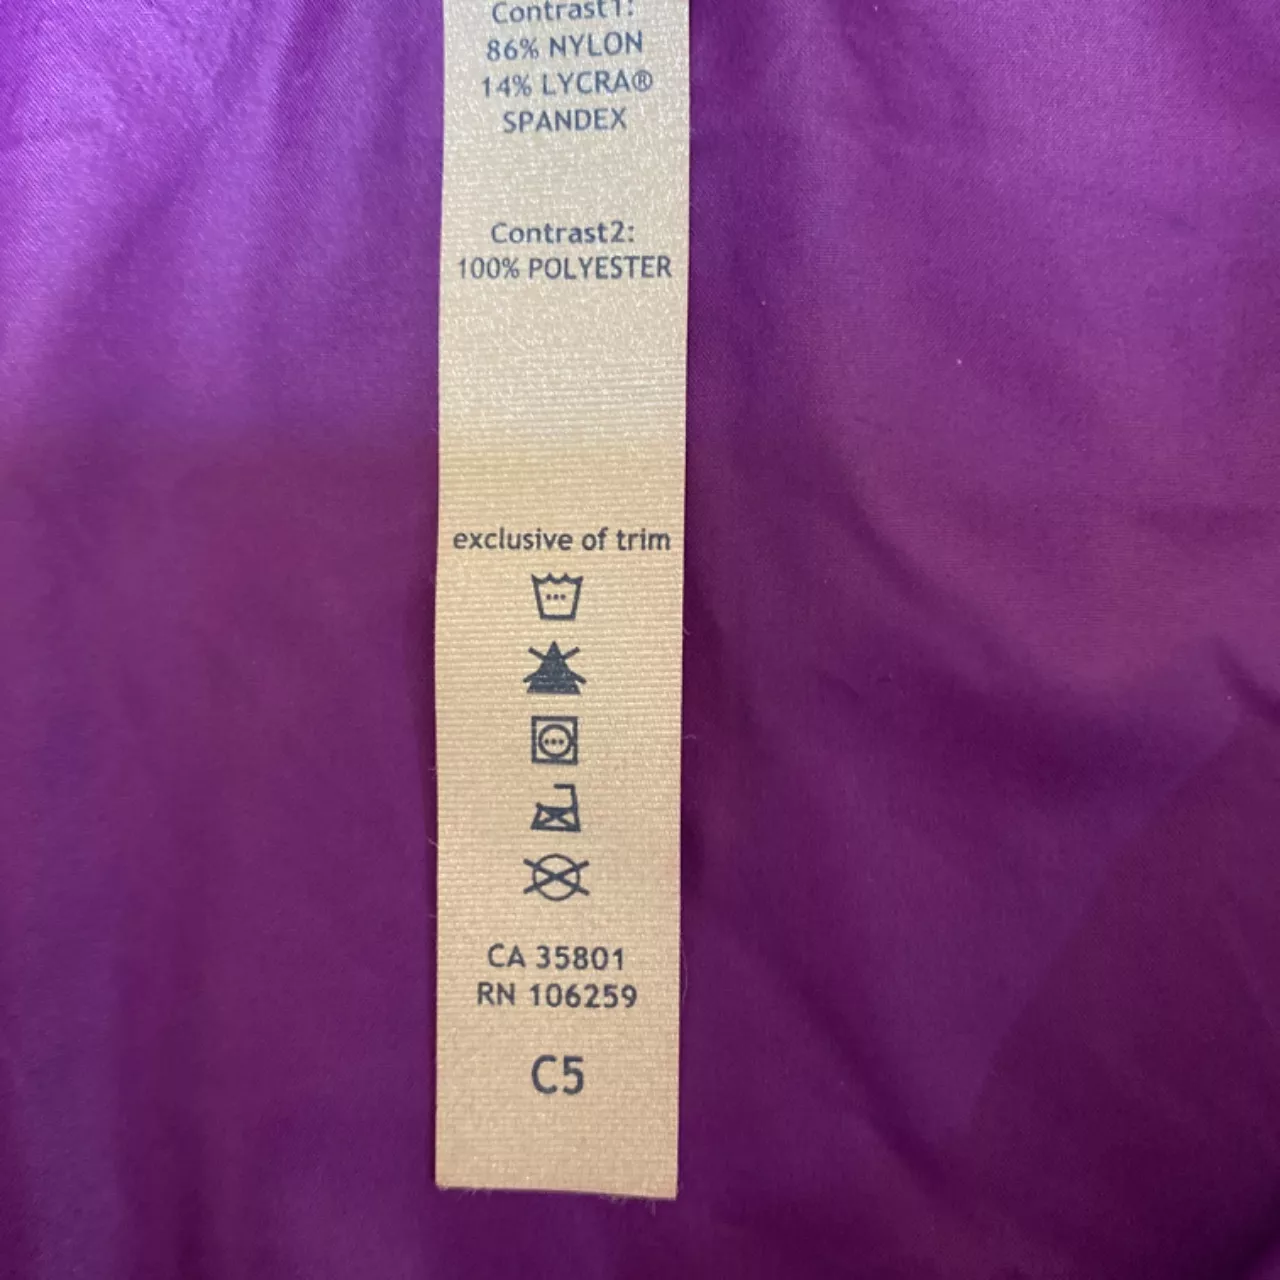 Contrast1:
86% NYLON
14% LYCRA®
SPANDEX
Contrast2:
100% POLYESTER
exclusive of trim
CA 35801
RN 106259
C5